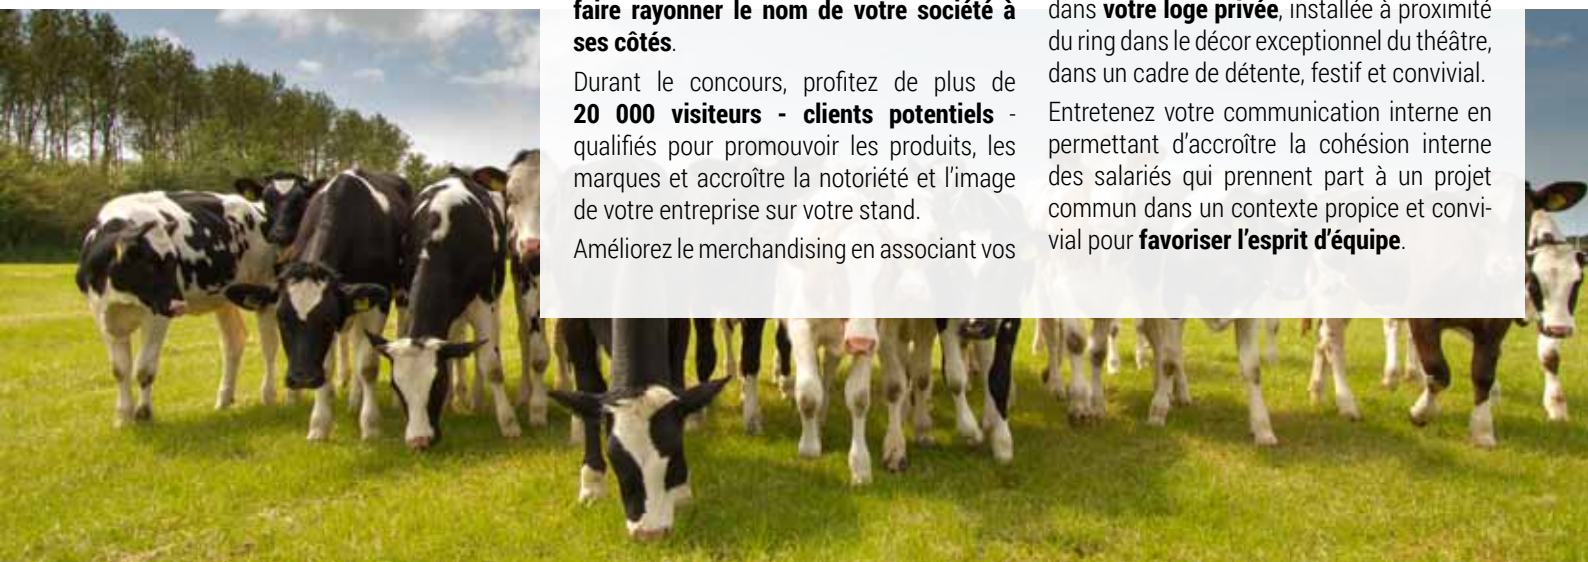 faire rayonner le nom de votre société à
ses côtés.
Durant le concours, profitez de plus de
20 000 visiteurs - clients potentiels -
qualifiés pour promouvoir les produits, les
marques et accroître la notoriété et l'image
de votre entreprise sur votre stand.
Améliorez le merchandising en associant vos
dans votre loge privée, installée à proximité
du ring dans le décor exceptionnel du théâtre,
dans un cadre de détente, festif et convivial.
Entretenez votre communication interne en
permettant d'accroître la cohésion interne
des salariés qui prennent part à un projet
commun dans un contexte propice et convi-
vial pour favoriser l'esprit d'équipe.